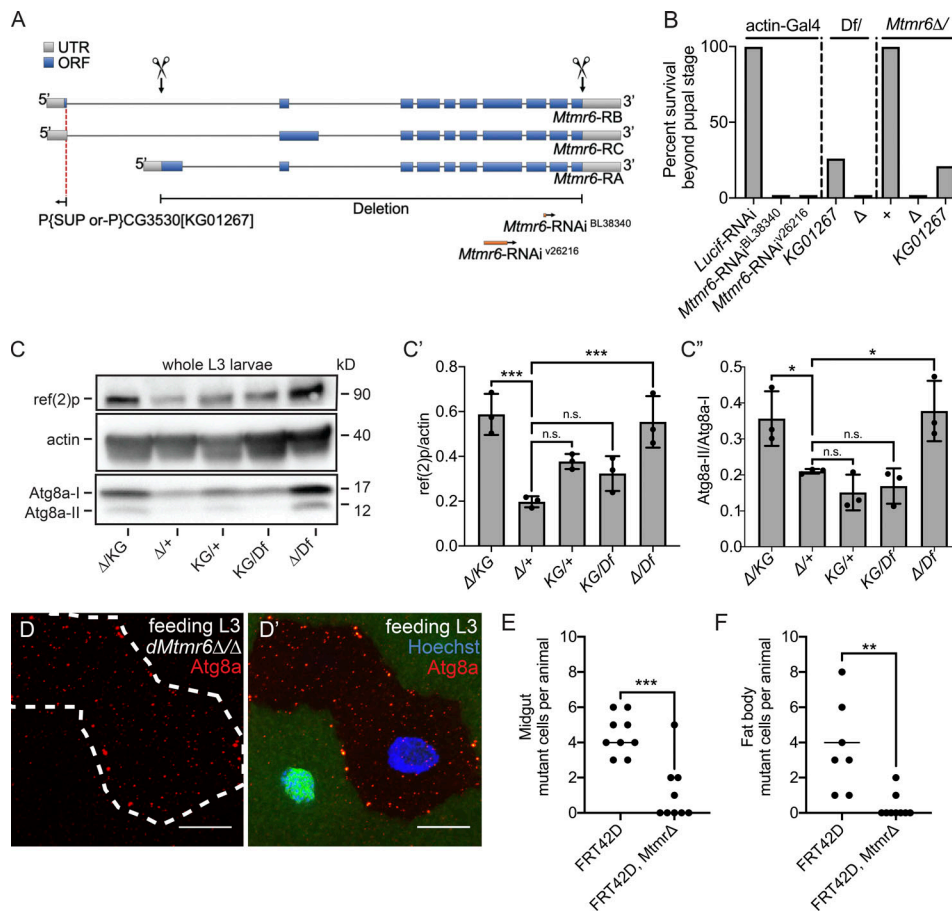 A
UTR
ORF
5'
3'
Mtmr6-RB
5'
3'
Mtmr6-RC
5'
3'
Mtmr6-RA
Deletion
P{SUP or-P}CG3530[KG01267]
Mtmr6-RNAi BL38340
Mtmr6-RNAi v26216
B
actin-Gal4
Df/
Mtmr6Δ/
Percent survival
beyond pupal stage
100
50
0
Lucif-RNAi
Mtmr6-RNAi BL38340
Mtmr6-RNAi v26216
KG01267
Δ
+
Δ
KG01267
C
whole L3 larvae
kD
ref(2)p
90
actin
40
Atg8a-I
17
Atg8a-II
12
Δ/KG
Δ/+
KG/+
KG/Df
Δ/Df
C'
ref(2)p/actin
0.8
0.6
0.4
0.2
0.0
***
***
n.s.
n.s.
Δ/KG
Δ/+
KG/+
KG/Df
Δ/Df
C"
Atg8a-II/Atg8a-I
0.5
0.4
0.3
0.2
0.1
0.0
*
*
n.s.
n.s.
Δ/KG
Δ/+
KG/+
KG/Df
Δ/Df
D
feeding L3
dMtmr6Δ/Δ
Atg8a
D'
feeding L3
Hoechst
Atg8a
E
Midgut
mutant cells per animal
10
8
6
4
2
0
***
FRT42D
FRT42D, MtmrΔ
F
Fat body
mutant cells per animal
10
8
6
4
2
0
**
FRT42D
FRT42D, MtmrΔ